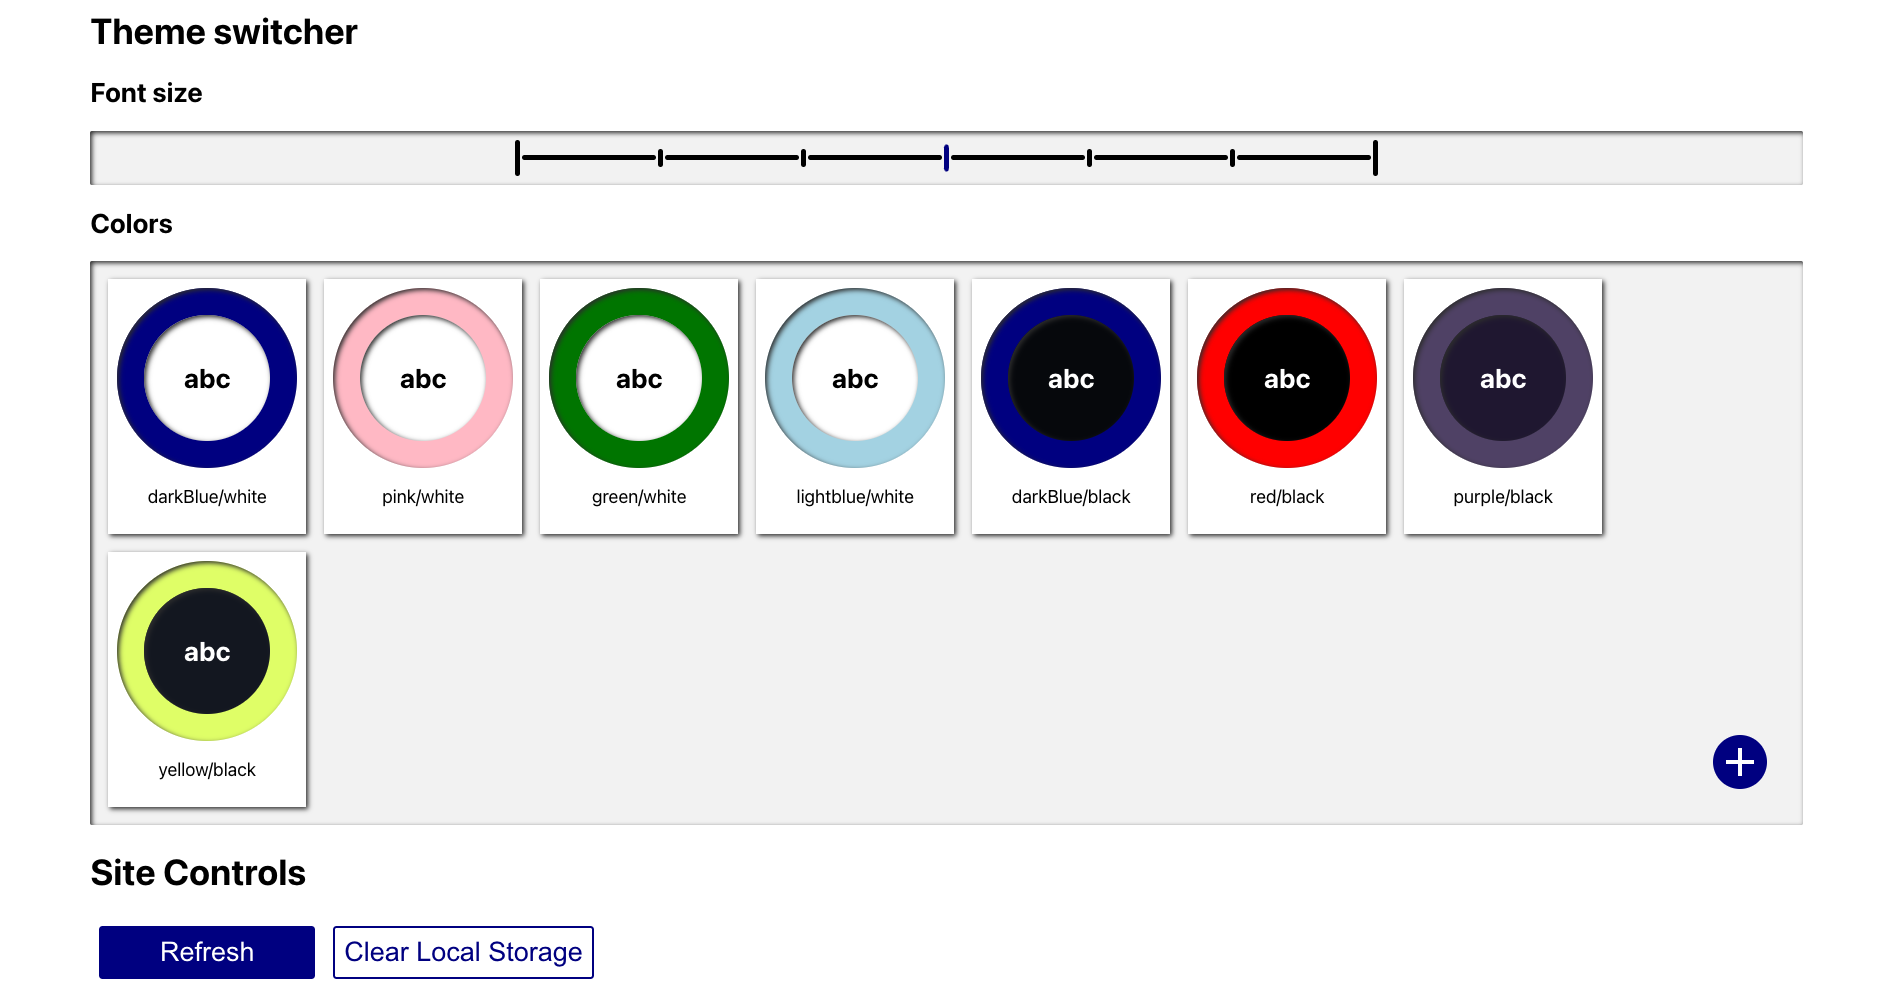 Theme switcher
Font size
Colors
abc abc abc abc abc abc abc
darkBlue/white pink/white green/white lightblue/white darkBlue/black red/black purple/black
abc
yellow/black
Site Controls
Refresh Clear Local Storage